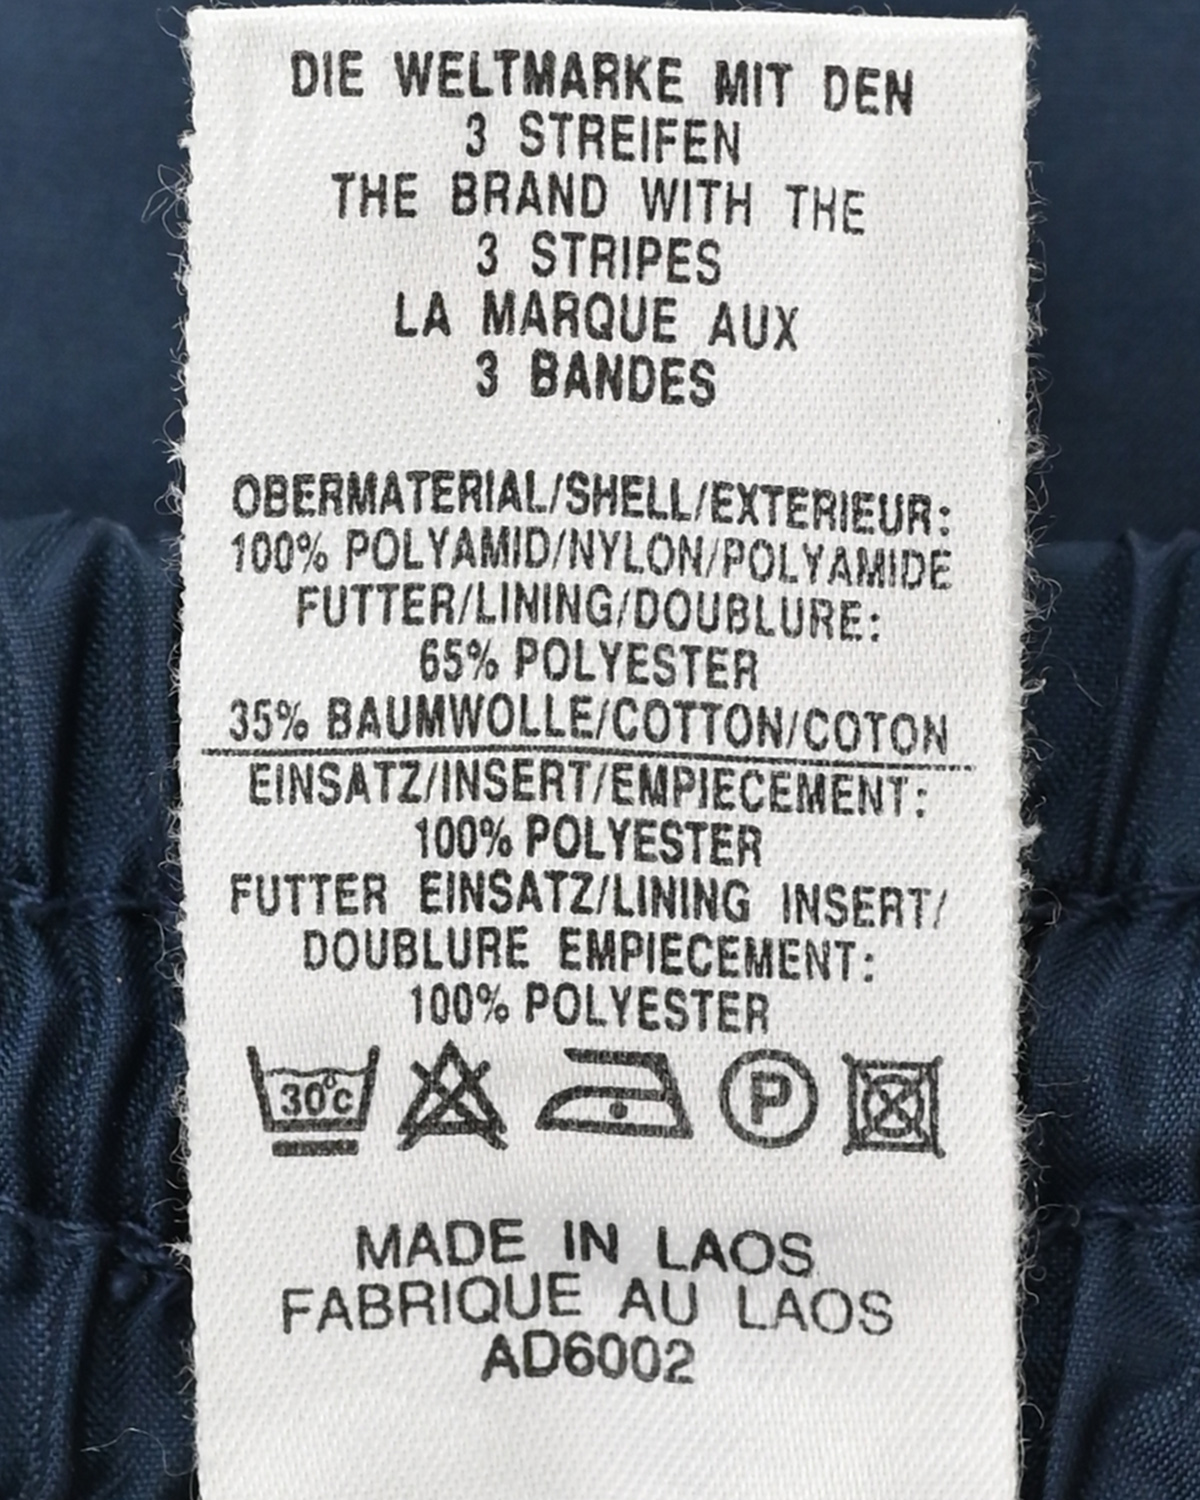 DIE WELTMARKE MIT DEN
3 STREIFEN
THE BRAND WITH THE
3 STRIPES
LA MARQUE AUX
3 BANDES
OBERMATERIAL/SHELL/EXTERIEUR:
100% POLYAMID/NYLON/POLYAMIDE
FUTTER/LINING/DOUBLURE:
65% POLYESTER
35% BAUMWOLLE/COTTON/COTON
EINSATZ/INSERT/EMPIECEMENT:
100% POLYESTER
FUTTER EINSATZ/LINING INSERT/
DOUBLURE EMPIECEMENT:
100% POLYESTER
30°c P
MADE IN LAOS
FABRIQUE AU LAOS
AD6002